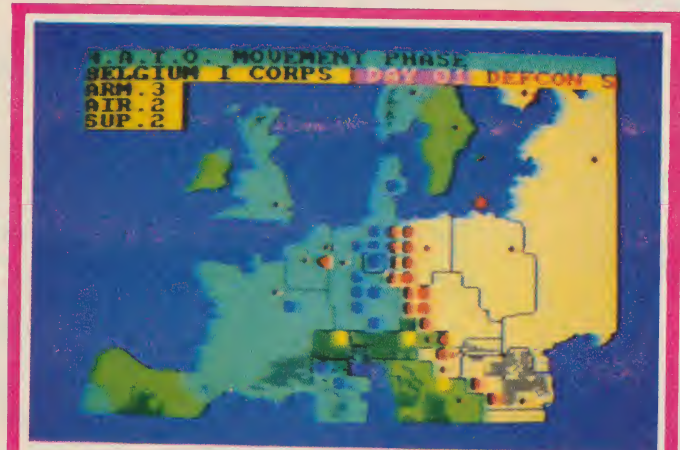 N.A.T.O. MOVEMENT PHASE
BELGIUM I CORPS DAY 01 DEFCON 5
ARM.3
AIR.2
SUP.2